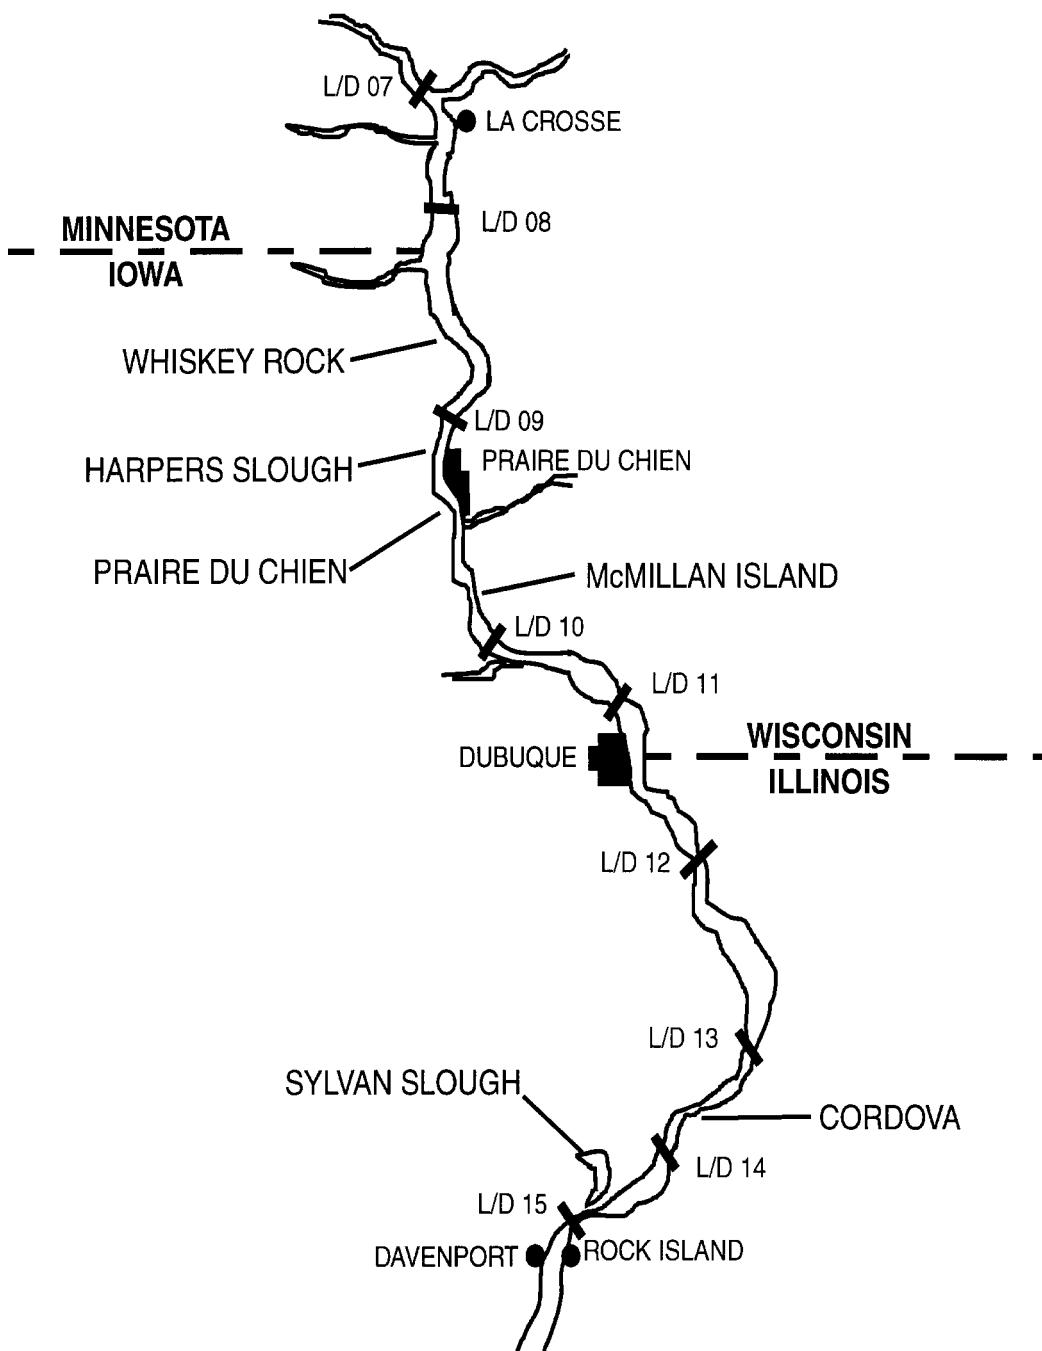 L/D 07
LA CROSSE
L/D 08
MINNESOTA
IOWA
WHISKEY ROCK
L/D 09
HARPERS SLOUGH
PRAIRE DU CHIEN
PRAIRE DU CHIEN
McMILLAN ISLAND
L/D 10
L/D 11
WISCONSIN
DUBUQUE
ILLINOIS
L/D 12
L/D 13
SYLVAN SLOUGH
CORDOVA
L/D 14
L/D 15
DAVENPORT
ROCK ISLAND